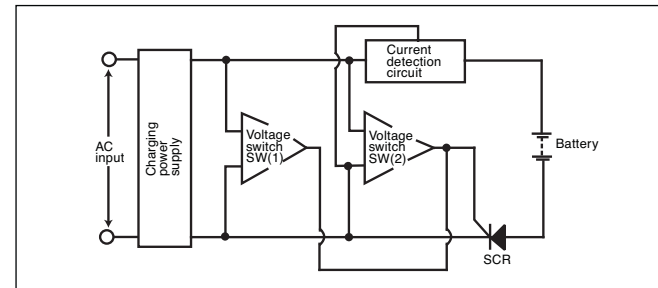 AC
input
Charging
power
supply
Voltage
switch
SW(1)
Voltage
switch
SW(2)
Current
detection
circuit
Battery
SCR